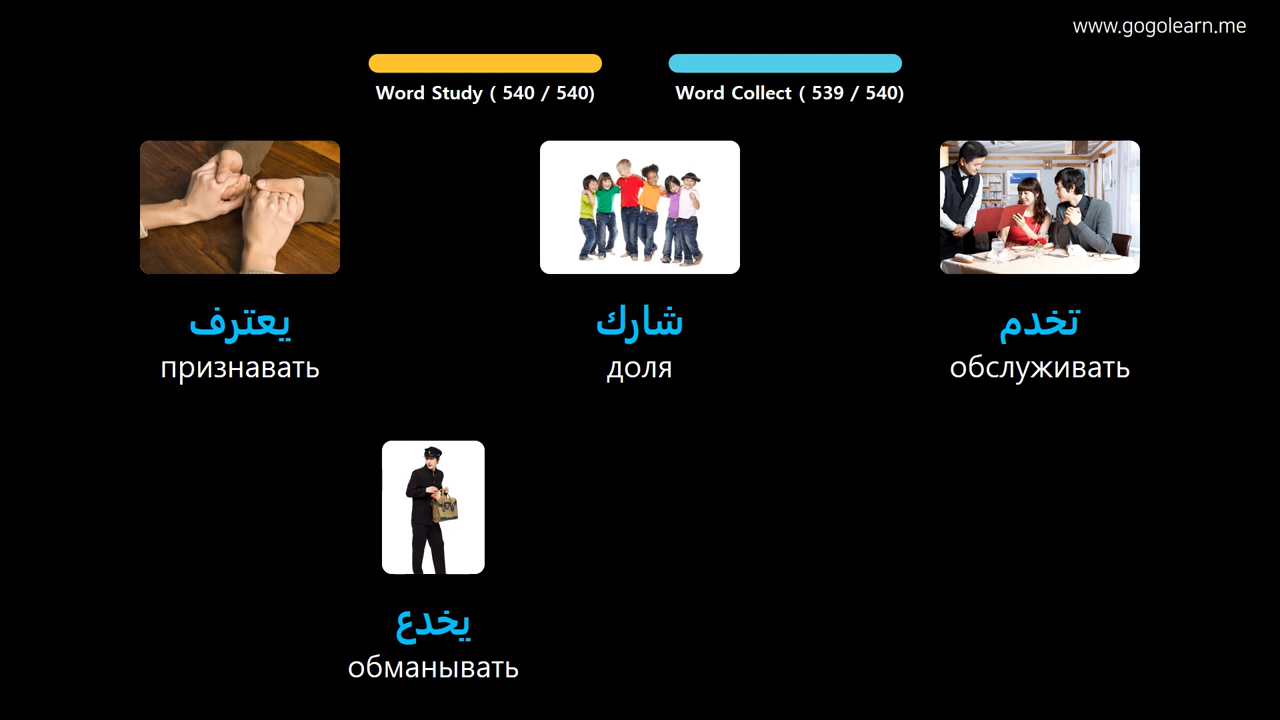 www.gogolearn.me
Word Study ( 540 / 540)
Word Collect ( 539 / 540)
يعترف
признавать
شارك
доля
تخدم
обслуживать
يخدع
обманывать